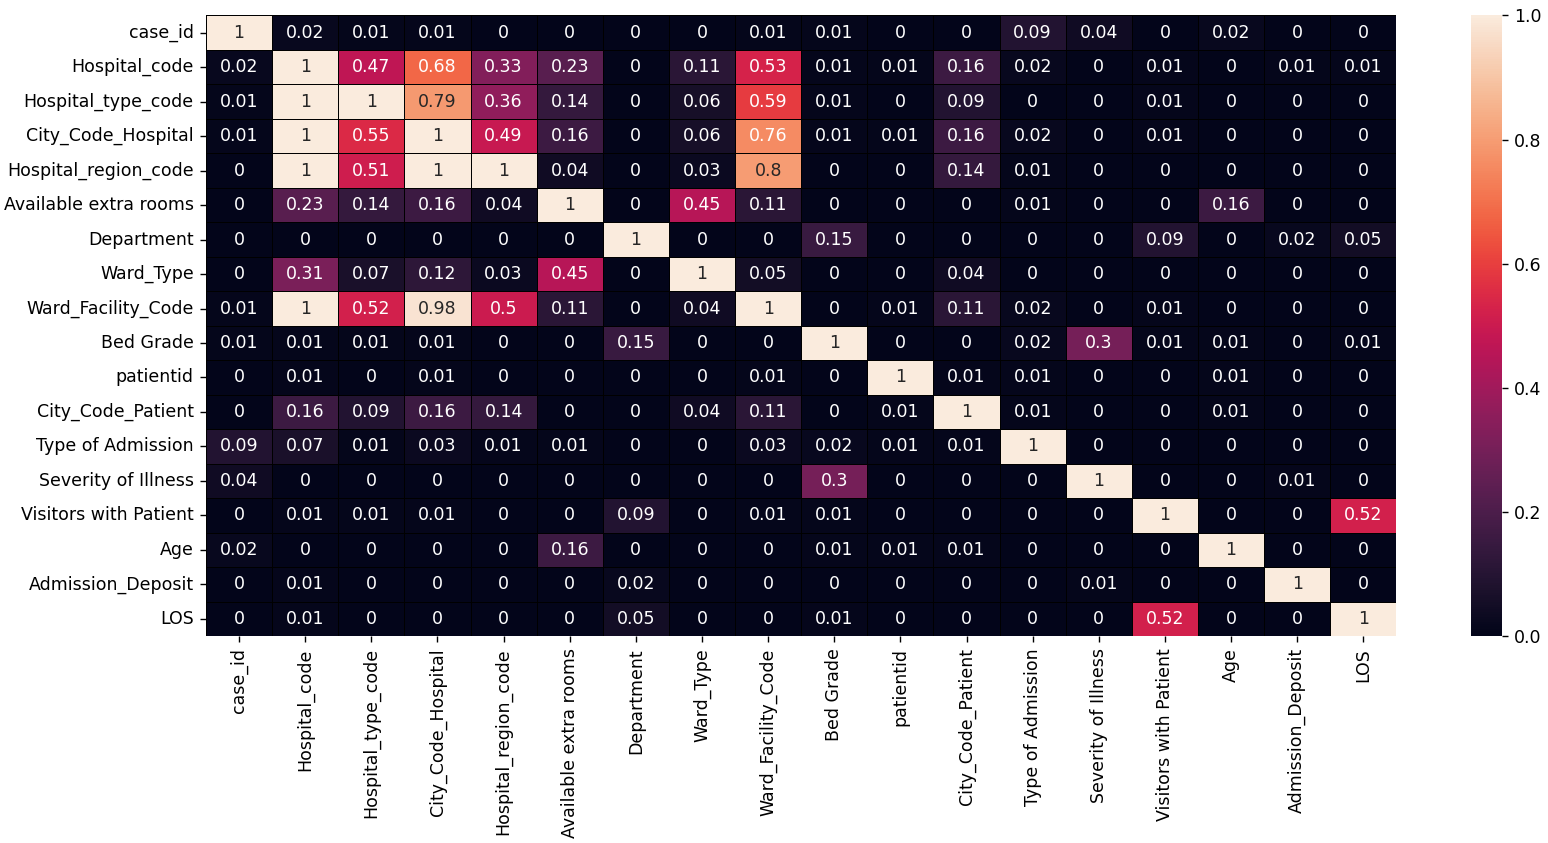 case_id 1 0.02 0.01 0.01 0 0 0 0 0.01 0.01 0 0 0.09 0.04 0 0.02 0 0
Hospital_code 0.02 1 0.47 0.68 0.33 0.23 0 0.11 0.53 0.01 0.01 0.16 0.02 0 0.01 0 0.01 0.01
Hospital_type_code 0.01 1 1 0.79 0.36 0.14 0 0.06 0.59 0.01 0 0.09 0 0 0.01 0 0 0
City_Code_Hospital 0.01 1 0.55 1 0.49 0.16 0 0.06 0.76 0.01 0.01 0.16 0.02 0 0.01 0 0 0
Hospital_region_code 0 1 0.51 1 1 0.04 0 0.03 0.8 0 0 0.14 0.01 0 0 0 0 0
Available extra rooms 0 0.23 0.14 0.16 0.04 1 0 0.45 0.11 0 0 0 0.01 0 0 0.16 0 0
Department 0 0 0 0 0 0 1 0 0 0.15 0 0 0 0 0.09 0 0.02 0.05
Ward_Type 0 0.31 0.07 0.12 0.03 0.45 0 1 0.05 0 0 0.04 0 0 0 0 0 0
Ward_Facility_Code 0.01 1 0.52 0.98 0.5 0.11 0 0.04 1 0 0.01 0.11 0.02 0 0.01 0 0 0
Bed Grade 0.01 0.01 0.01 0.01 0 0 0.15 0 0 1 0 0 0.02 0.3 0.01 0.01 0 0.01
patientid 0 0.01 0 0.01 0 0 0 0 0.01 0 1 0.01 0.01 0 0 0.01 0 0
City_Code_Patient 0 0.16 0.09 0.16 0.14 0 0 0.04 0.11 0 0.01 1 0.01 0 0 0.01 0 0
Type of Admission 0.09 0.07 0.01 0.03 0.01 0.01 0 0 0.03 0.02 0.01 0.01 1 0 0 0 0 0
Severity of Illness 0.04 0 0 0 0 0 0 0 0 0.3 0 0 0 1 0 0 0.01 0
Visitors with Patient 0 0.01 0.01 0.01 0 0 0.09 0 0.01 0.01 0 0 0 0 1 0 0 0.52
Age 0.02 0 0 0 0 0.16 0 0 0 0.01 0.01 0.01 0 0 0 1 0 0
Admission_Deposit 0 0.01 0 0 0 0 0.02 0 0 0 0 0 0 0.01 0 0 1 0
LOS 0 0.01 0 0 0 0 0.05 0 0 0.01 0 0 0 0 0.52 0 0 1
case_id
Hospital_code
Hospital_type_code
City_Code_Hospital
Hospital_region_code
Available extra rooms
Department
Ward_Type
Ward_Facility_Code
Bed Grade
patientid
City_Code_Patient
Type of Admission
Severity of Illness
Visitors with Patient
Age
Admission_Deposit
LOS
1.0
0.8
0.6
0.4
0.2
0.0